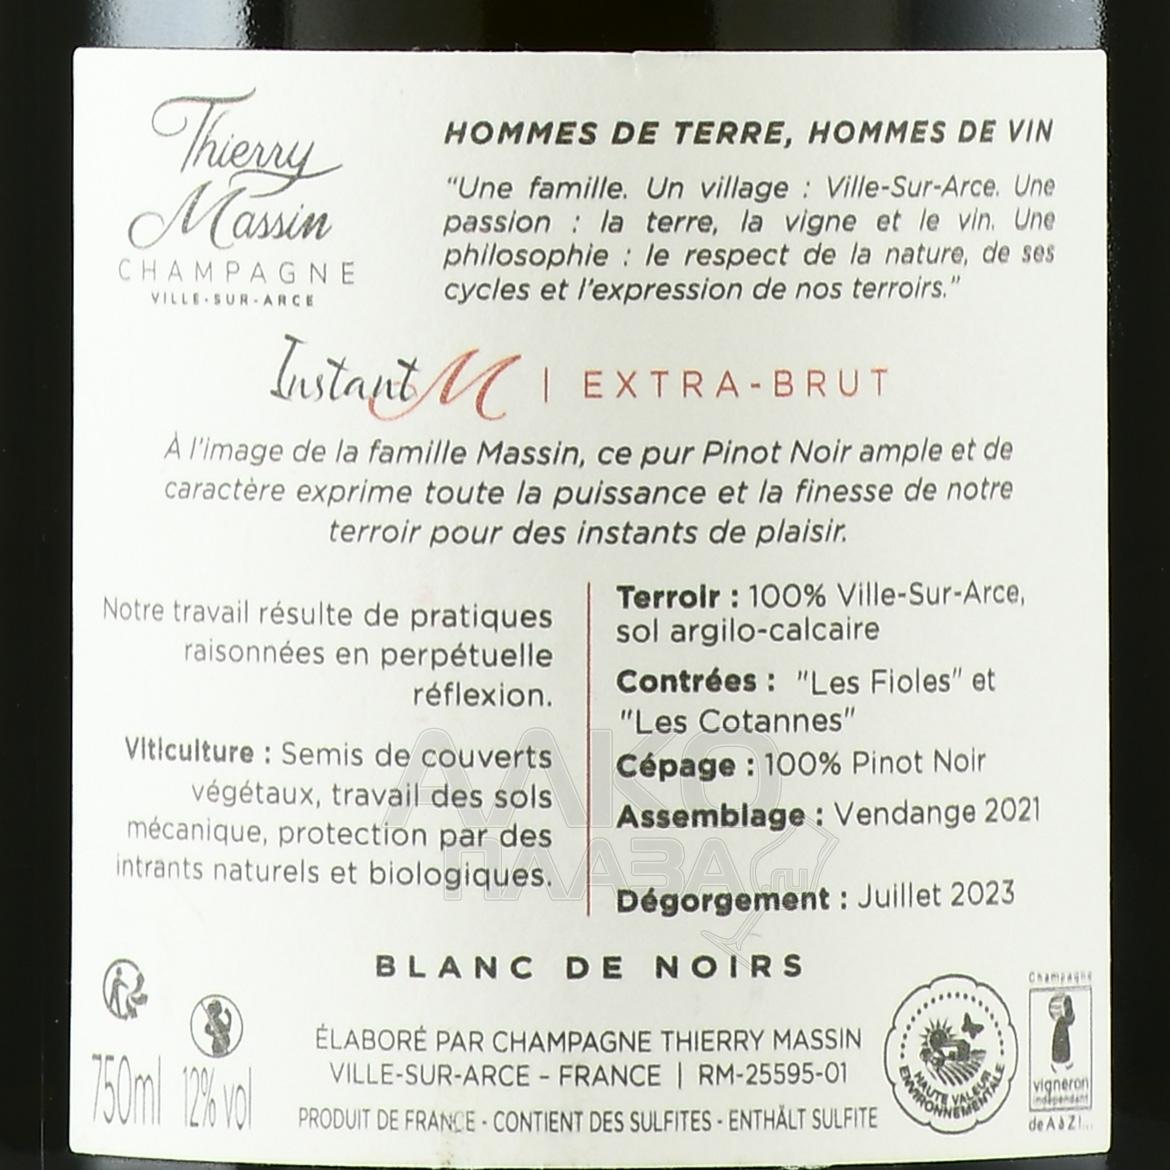 Thierry
Massin
CHAMPAGNE
VILLE-SUR-ARCE
HOMMES DE TERRE, HOMMES DE VIN
"Une famille. Un village : Ville-Sur-Arce. Une
passion : la terre, la vigne et le vin. Une
philosophie : le respect de la nature, de ses
cycles et l'expression de nos terroirs."
Instant M | EXTRA-BRUT
À l'image de la famille Massin, ce pur Pinot Noir ample et de
caractère exprime toute la puissance et la finesse de notre
terroir pour des instants de plaisir.
Notre travail résulte de pratiques
raisonnées en perpétuelle
réflexion.
Viticulture : Semis de couverts
végétaux, travail des sols
mécanique, protection par des
intrants naturels et biologiques.
Terroir : 100% Ville-Sur-Arce,
sol argilo-calcaire
Contrées : "Les Fioles" et
"Les Cotannes"
Cépage : 100% Pinot Noir
Assemblage : Vendange 2021
Dégorgement : Juillet 2023
АЛКО
ПЛАЗА.ru
BLANC DE NOIRS
750ml 12% vol
ÉLABORÉ PAR CHAMPAGNE THIERRY MASSIN
VILLE-SUR-ARCE - FRANCE | RM-25595-01
PRODUIT DE FRANCE - CONTIENT DES SULFITES - ENTHÄLT SULFITE
HAUTE VALEUR
ENVIRONNEMENTALE
Champagne
vigneron
indépendant
de A à Z!...